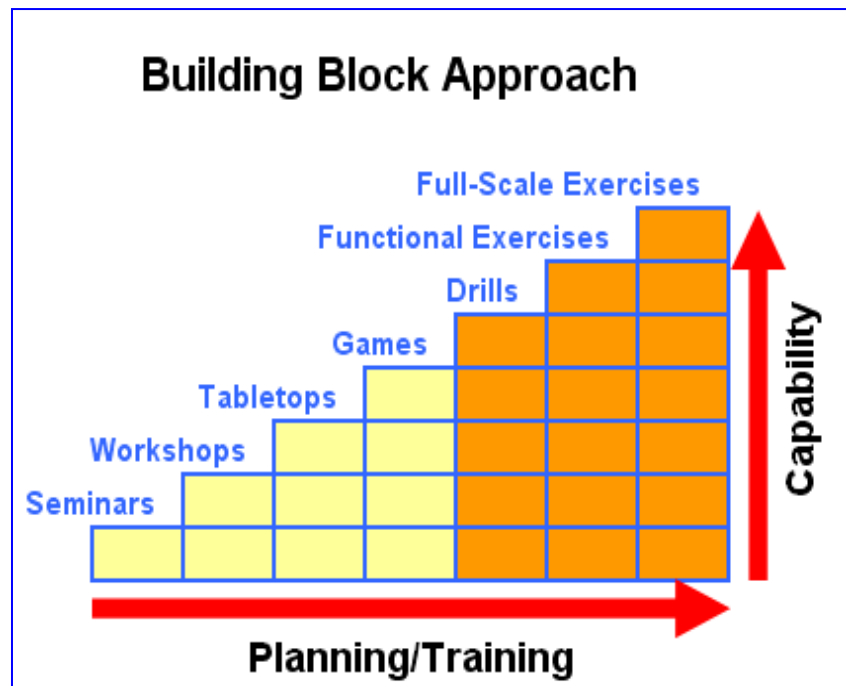 Building Block Approach
Full-Scale Exercises
Functional Exercises
Drills
Games
Tabletops
Workshops
Seminars
Capability
Planning/Training